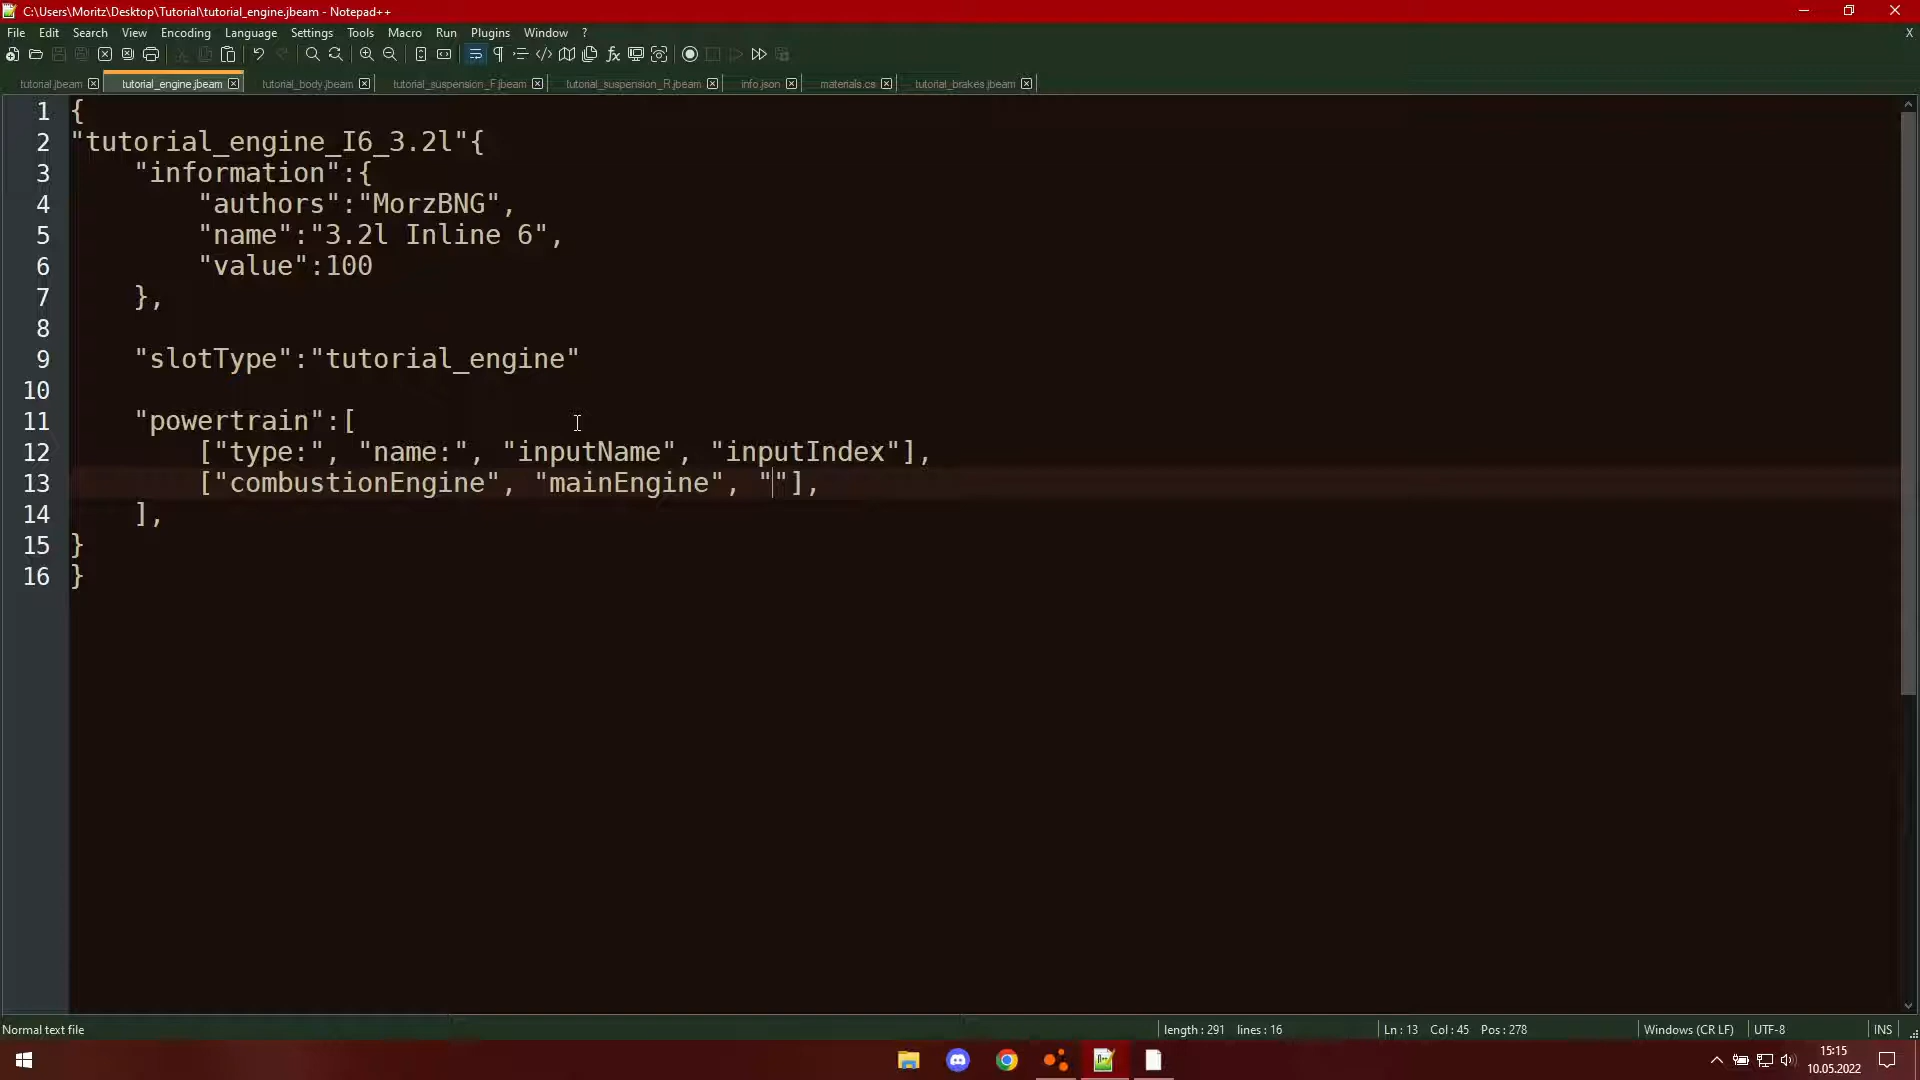 C:\Users\Moritz\Desktop\Tutorial\tutorial_engine.jbeam - Notepad++
File Edit Search View Encoding Language Settings Tools Macro Run Plugins Window ? X
tutorial.jbeam tutorial_engine.jbeam tutorial_body.jbeam tutorial_suspension_F.jbeam tutorial_suspension_R.jbeam info.json materials.cs tutorial_brakes.jbeam
1 {
2 "tutorial_engine_I6_3.2l"{
3 "information":{
4 "authors":"MorzBNG",
5 "name":"3.2l Inline 6",
6 "value":100
7 },
8
9 "slotType":"tutorial_engine"
10
11 "powertrain":[
12 ["type:", "name:", "inputName", "inputIndex"],
13 ["combustionEngine", "mainEngine", ""],
14 ],
15 }
16 }
Normal text file length : 291 lines : 16 Ln : 13 Col : 45 Pos : 278 Windows (CR LF) UTF-8 INS
15:15
10.05.2022